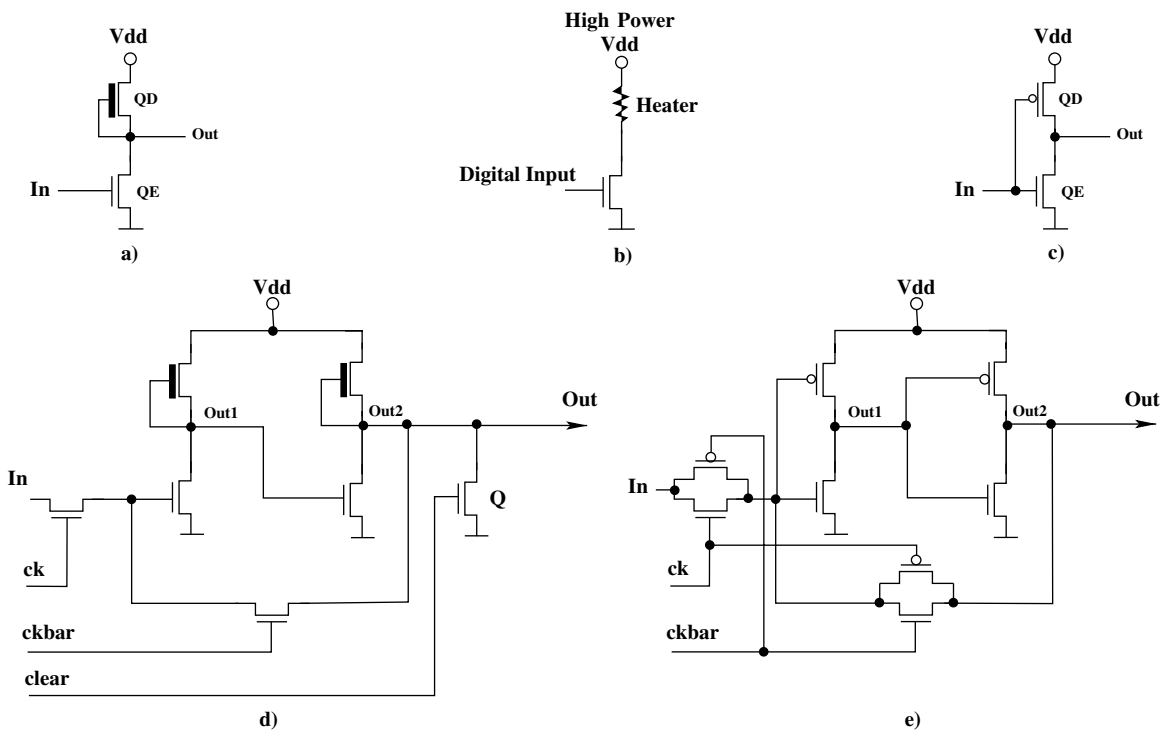 High Power
Vdd
Vdd
Vdd
QD
Heater
QD
Out
Out
Digital Input
In
QE
In
QE
a)
b)
c)
Vdd
Vdd
Out1
Out2
Out
Out1
Out2
Out
In
Q
In
ck
ck
ckbar
ckbar
clear
d)
e)